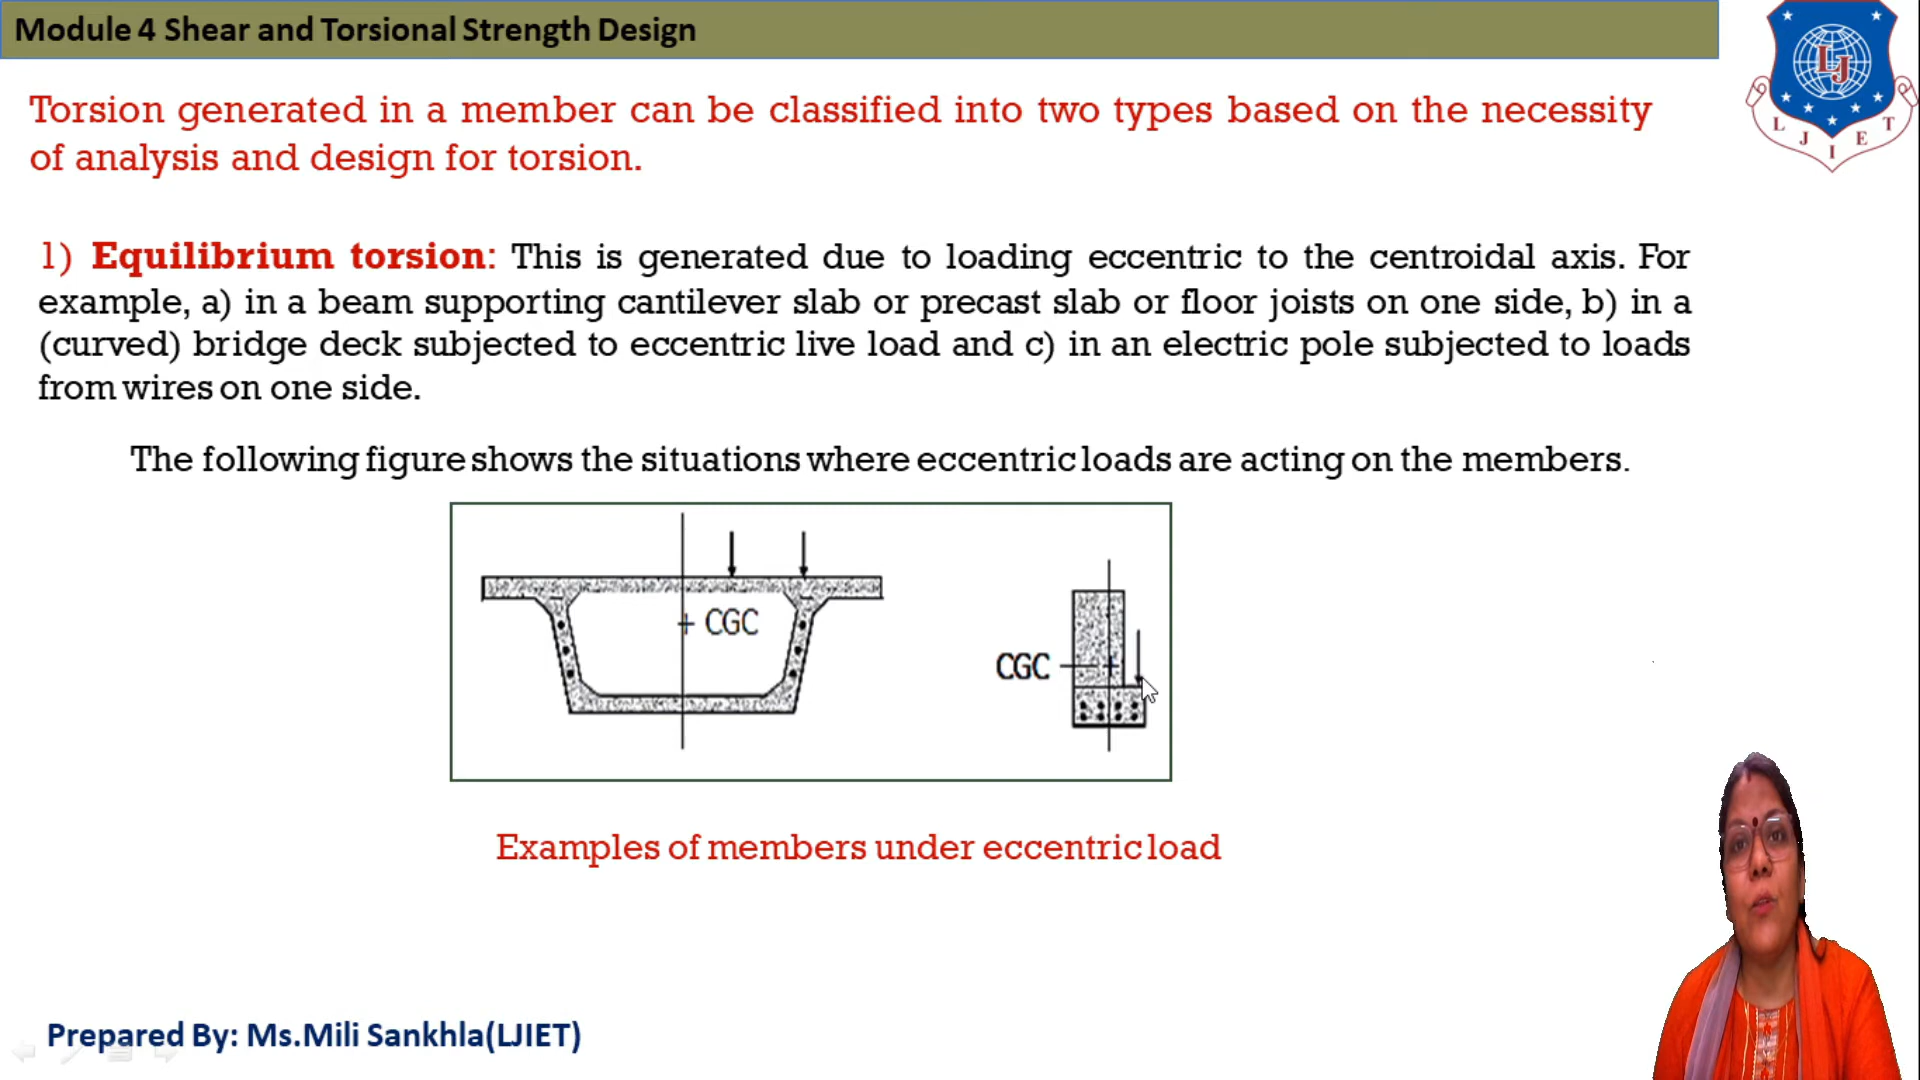 Module 4 Shear and Torsional Strength Design
Torsion generated in a member can be classified into two types based on the necessity
of analysis and design for torsion.
1) Equilibrium torsion: This is generated due to loading eccentric to the centroidal axis. For
example, a) in a beam supporting cantilever slab or precast slab or floor joists on one side, b) in a
(curved) bridge deck subjected to eccentric live load and c) in an electric pole subjected to loads
from wires on one side.
The following figure shows the situations where eccentric loads are acting on the members.
CGC
CGC
Examples of members under eccentric load
Prepared By: Ms.Mili Sankhla(LJIET)
LJ
L J I E T